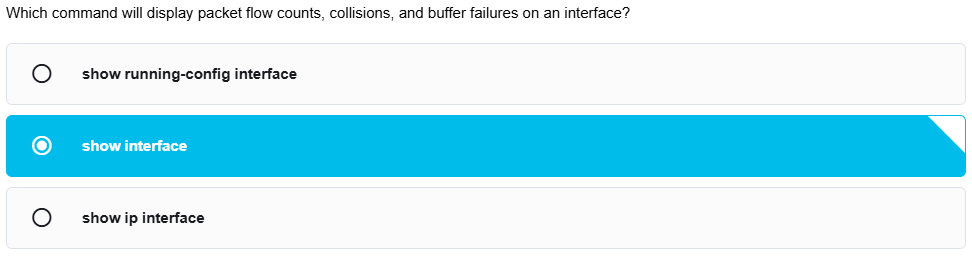 Which command will display packet flow counts, collisions, and buffer failures on an interface?
show running-config interface
show interface
show ip interface